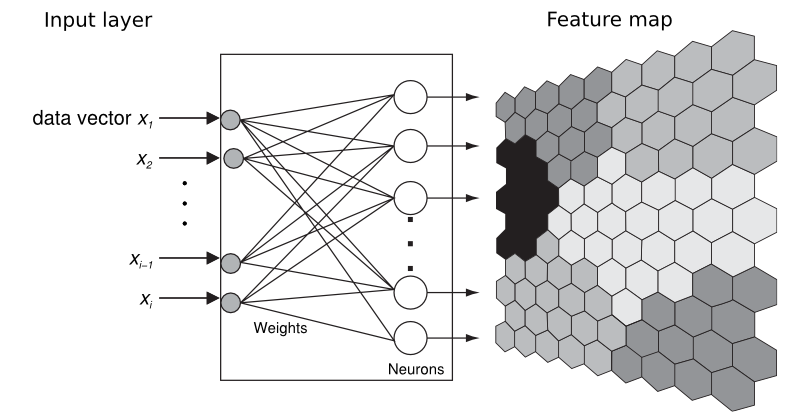 Input layer
Feature map
data vector x₁
x₂
xᵢ₋₁
xᵢ
Weights
Neurons